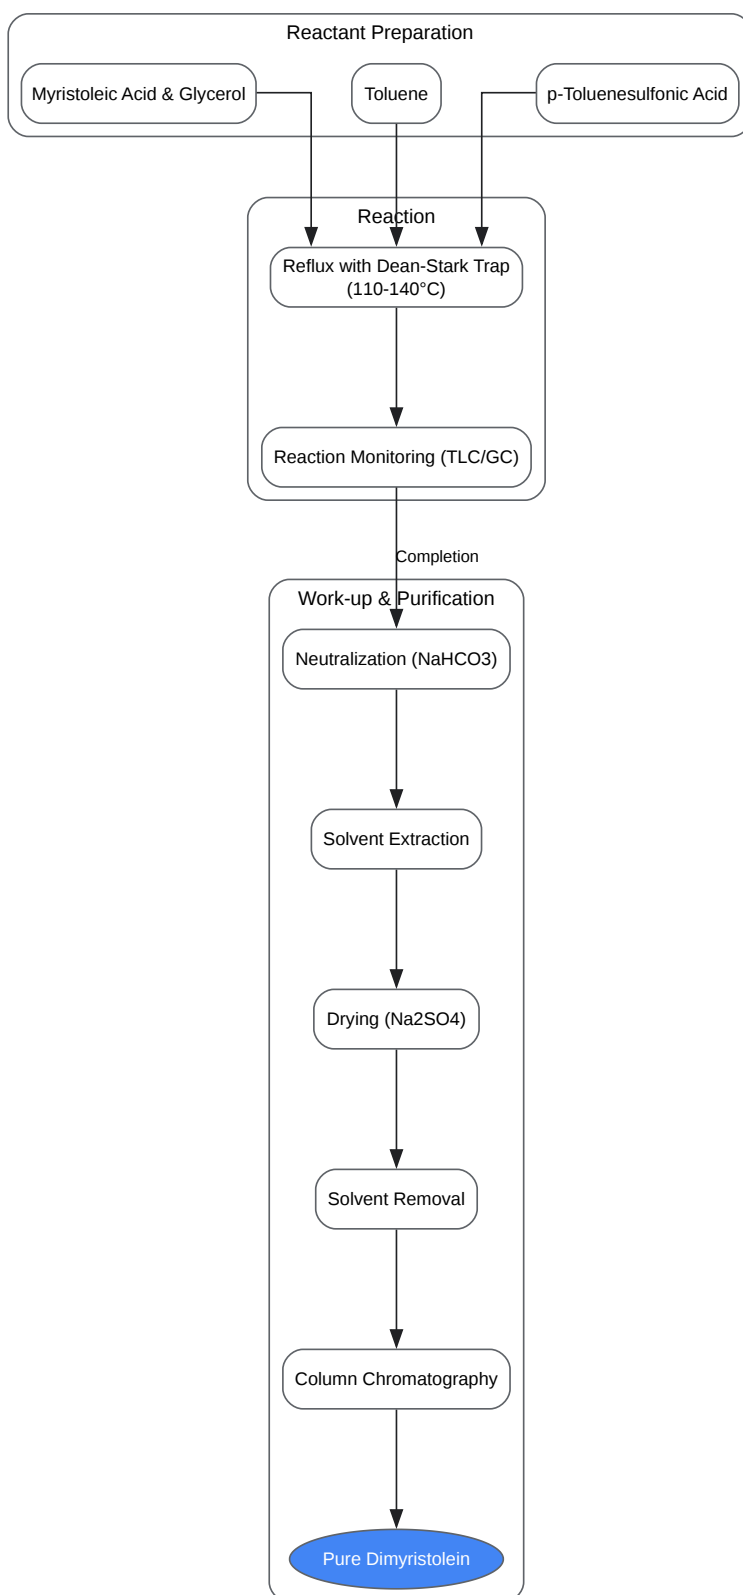 Reactant Preparation
Myristoleic Acid & Glycerol
Toluene
p-Toluenesulfonic Acid
Reaction
Reflux with Dean-Stark Trap
(110-140°C)
Reaction Monitoring (TLC/GC)
Completion
Work-up & Purification
Neutralization (NaHCO3)
Solvent Extraction
Drying (Na2SO4)
Solvent Removal
Column Chromatography
Pure Dimyristolein